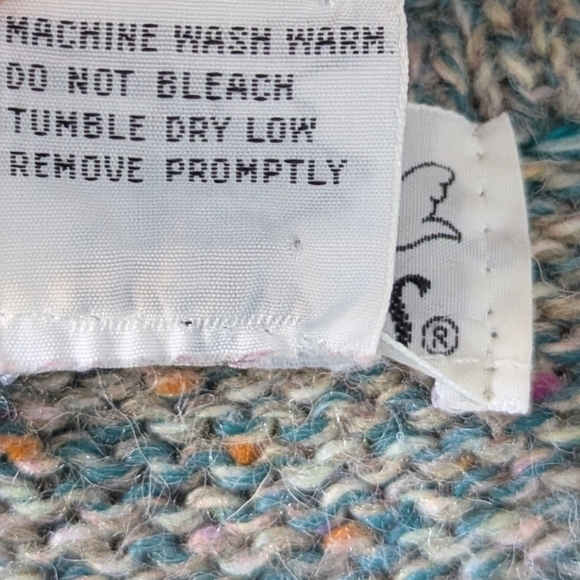 MACHINE WASH WARM.
DO NOT BLEACH
TUMBLE DRY LOW
REMOVE PROMPTLY
®